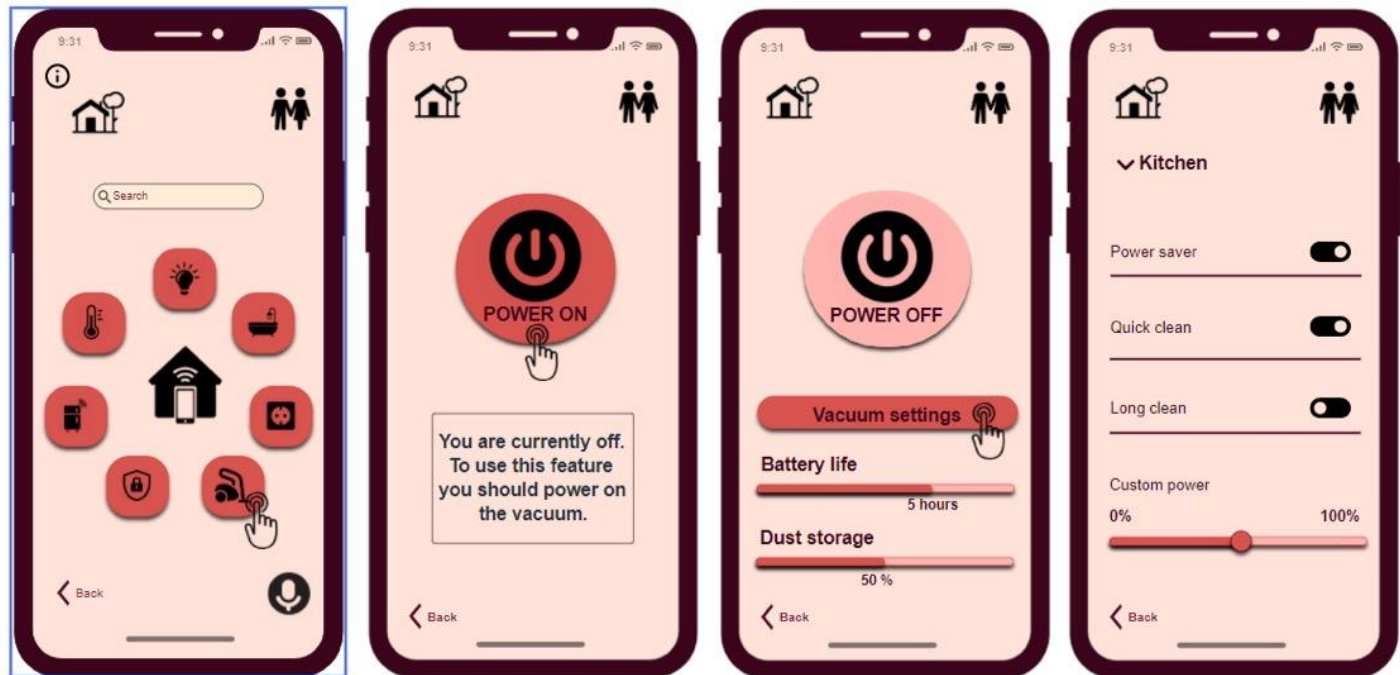 9:31
Search
Back
9:31
POWER ON
You are currently off.
To use this feature
you should power on
the vacuum.
Back
9:31
POWER OFF
Vacuum settings
Battery life
5 hours
Dust storage
50 %
Back
9:31
Kitchen
Power saver
Quick clean
Long clean
Custom power
0% 100%
Back